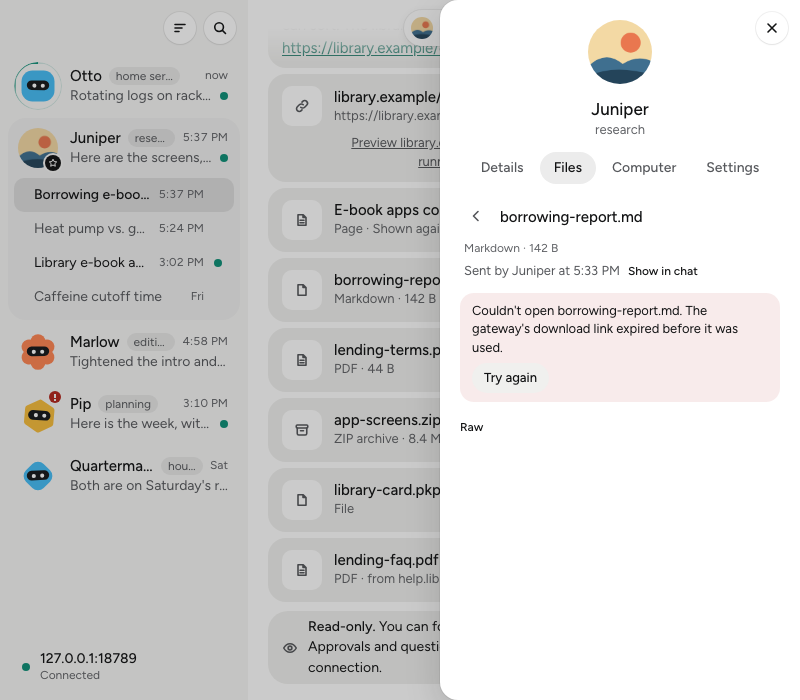 Otto home ser... now
Rotating logs on rack...
Juniper rese... 5:37 PM
Here are the screens,...
Borrowing e-boo... 5:37 PM
Heat pump vs. g... 5:24 PM
Library e-book a... 3:02 PM
Caffeine cutoff time Fri
Marlow editi... 4:58 PM
Tightened the intro and...
Pip planning 3:10 PM
Here is the week, wit...
Quarterma... hou... Sat
Both are on Saturday's r...
127.0.0.1:18789
Connected
https://library.example/
library.example/
https://library.exam
Preview library.
runn
E-book apps co
Page · Shown agai
borrowing-repo
Markdown · 142 B
lending-terms.p
PDF · 44 B
app-screens.zip
ZIP archive · 8.4 M
library-card.pkp
File
lending-faq.pdf
PDF · from help.lib
Read-only. You can fo
Approvals and questi
connection.
Juniper
research
Details Files Computer Settings
borrowing-report.md
Markdown · 142 B
Sent by Juniper at 5:33 PM Show in chat
Couldn't open borrowing-report.md. The
gateway's download link expired before it was
used.
Try again
Raw